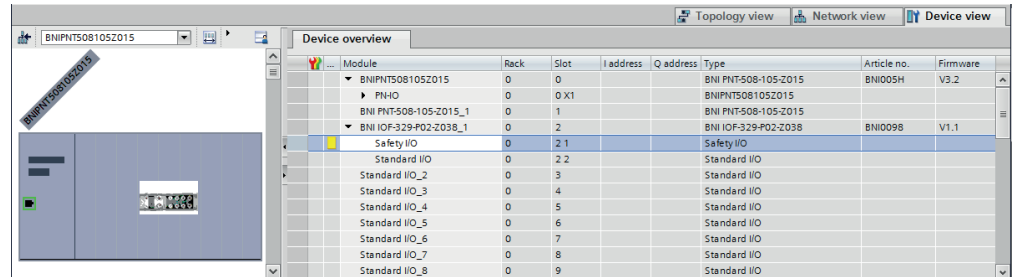 Topology view Network view Device view
BNIPNT508105Z015 Device overview
... Module Rack Slot I address Q address Type Article no. Firmware
BNIPNT508105Z015 0 0 BNI PNT-508-105-Z015 BNI005H V3.2
PN-IO 0 0 X1 BNIPNT508105Z015
BNI PNT-508-105-Z015_1 0 1 BNI PNT-508-105-Z015
BNI IOF-329-P02-Z038_1 0 2 BNI IOF-329-P02-Z038 BNI0098 V1.1
Safety I/O 0 2 1 Safety I/O
Standard I/O 0 2 2 Standard I/O
Standard I/O_2 0 3 Standard I/O
Standard I/O_3 0 4 Standard I/O
Standard I/O_4 0 5 Standard I/O
Standard I/O_5 0 6 Standard I/O
Standard I/O_6 0 7 Standard I/O
Standard I/O_7 0 8 Standard I/O
Standard I/O_8 0 9 Standard I/O
BNIPNT508105Z015